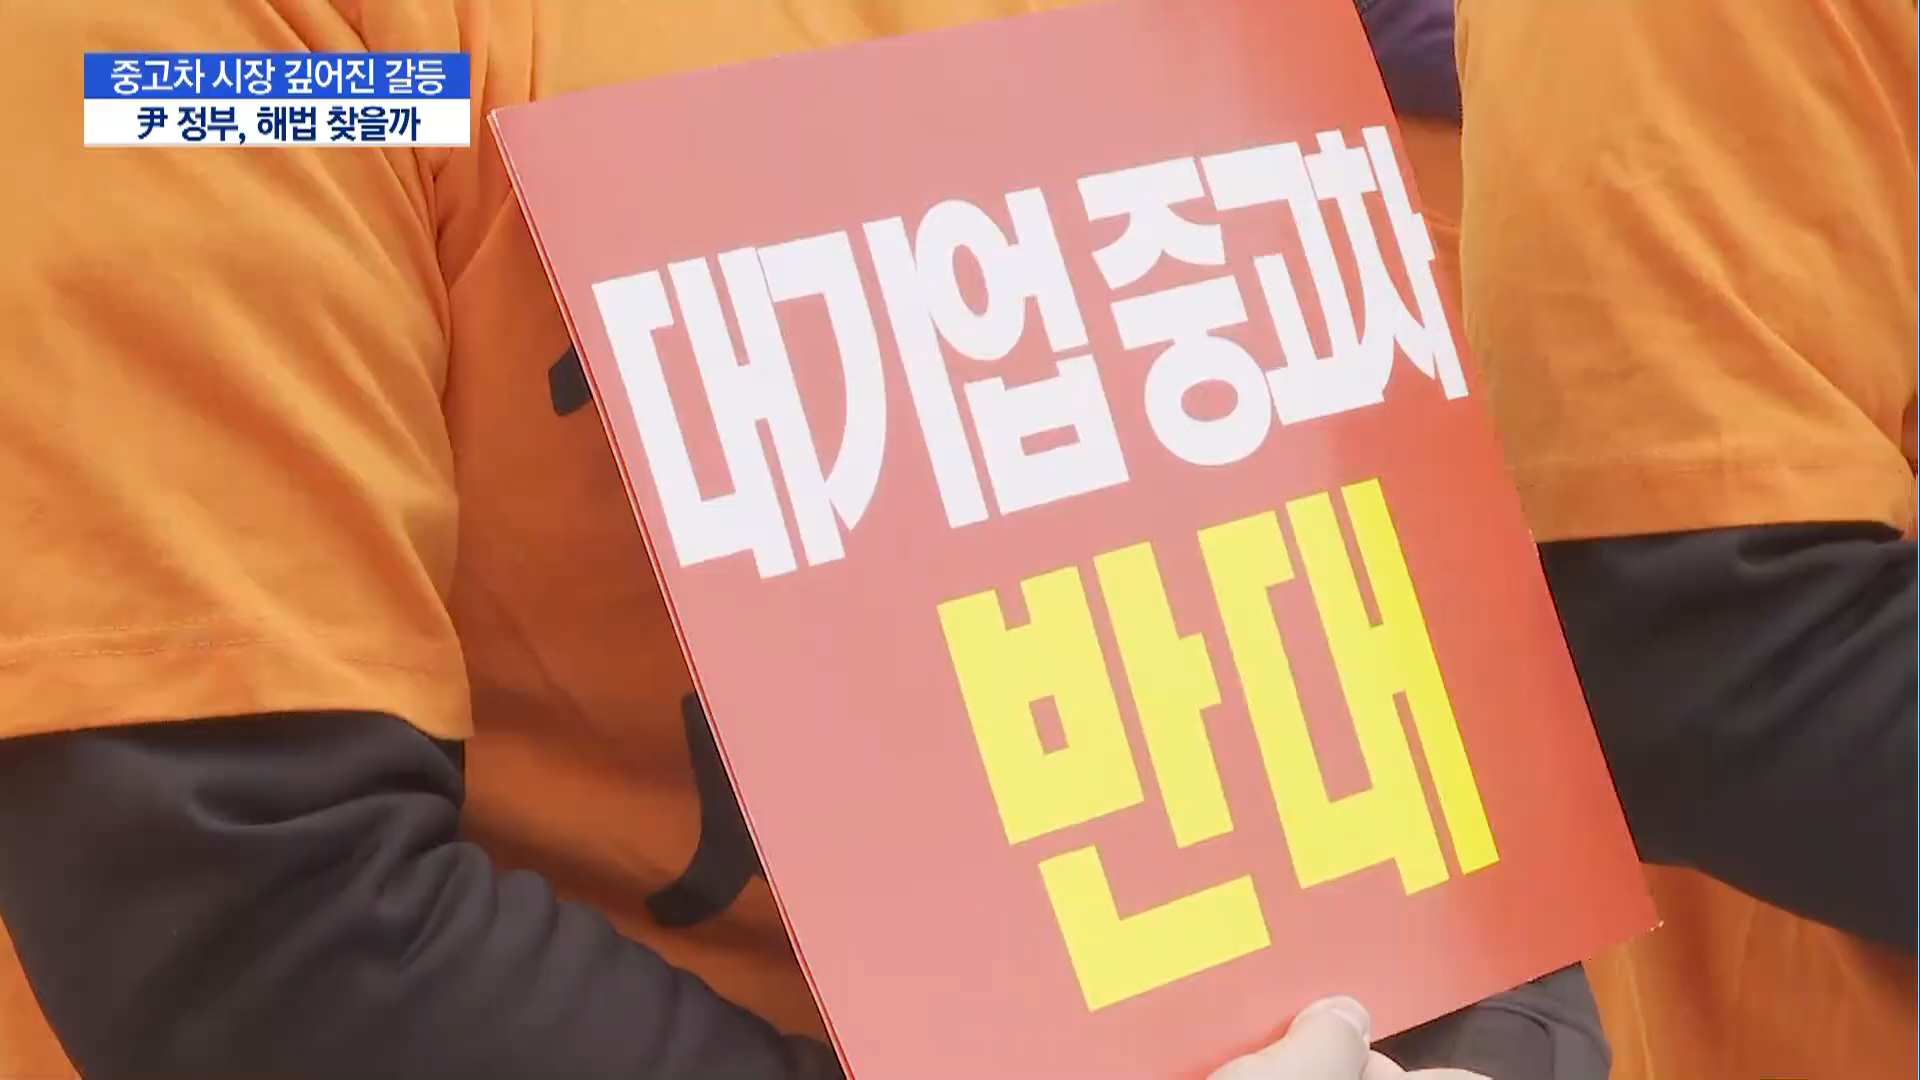 중고차 시장 깊어진 갈등
尹 정부, 해법 찾을까
대기업 중고차
반대